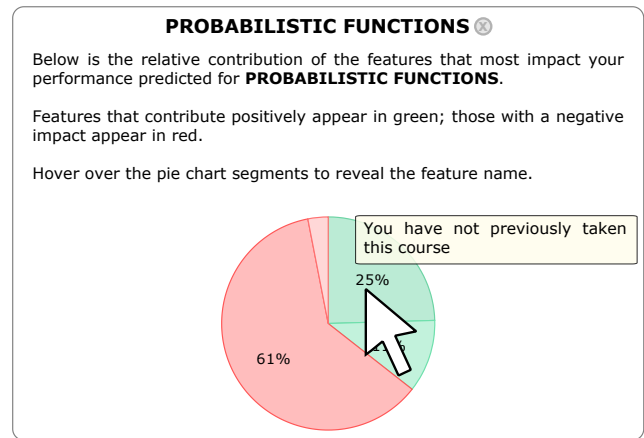 PROBABILISTIC FUNCTIONS
Below is the relative contribution of the features that most impact your
performance predicted for PROBABILISTIC FUNCTIONS.
Features that contribute positively appear in green; those with a negative
impact appear in red.
Hover over the pie chart segments to reveal the feature name.
You have not previously taken
this course
25%
61%